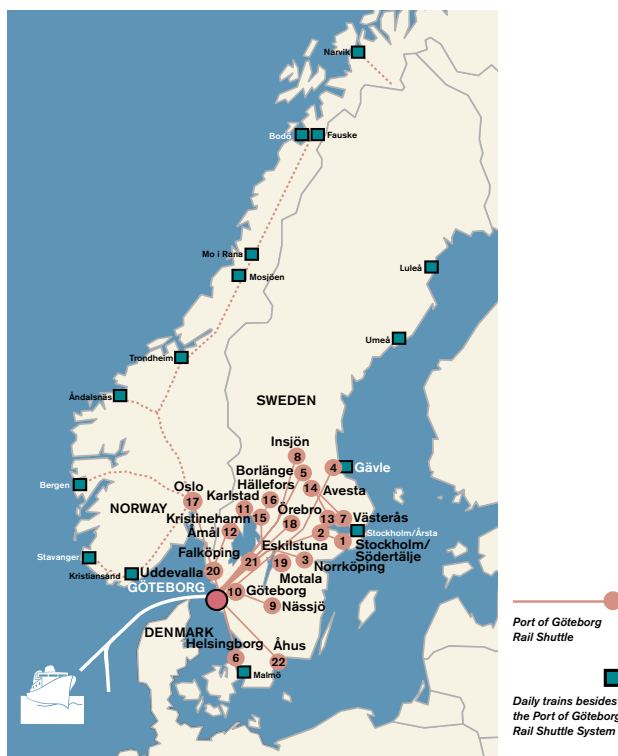 Narvik
Bodö
Fauske
Mo i Rana
Mosjöen
Luleå
Umeå
Trondheim
Åndalsnäs
SWEDEN
Insjön
8
Borlänge
5
4
Gävle
Bergen
Oslo
17
NORWAY
Hällefors
16
14
Avesta
Karlstad
11
Örebro
Kristinehamn
15
18
13
7
Västerås
Åmål
12
2
Stockholm/Årsta
Eskilstuna
1
Stockholm/
Södertälje
Falköping
21
19
3
Norrköping
Stavanger
Kristiansand
Uddevalla
20
Motala
GÖTEBORG
10
Göteborg
9
Nässjö
DENMARK
Helsingborg
6
Åhus
22
Malmö
Port of Göteborg
Rail Shuttle
Daily trains besides
the Port of Göteborg
Rail Shuttle System